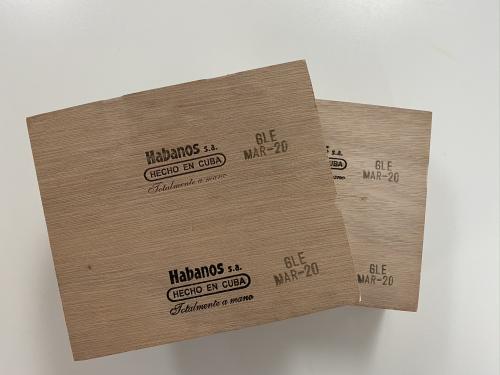 Habanos s.a.
HECHO EN CUBA
Totalmente a mano
GLE
MAR-20
Habanos s.a.
HECHO EN CUBA
Totalmente a mano
GLE
MAR-20
s.a.
CUBA
GLE
MAR-20
GLE
MAR-20